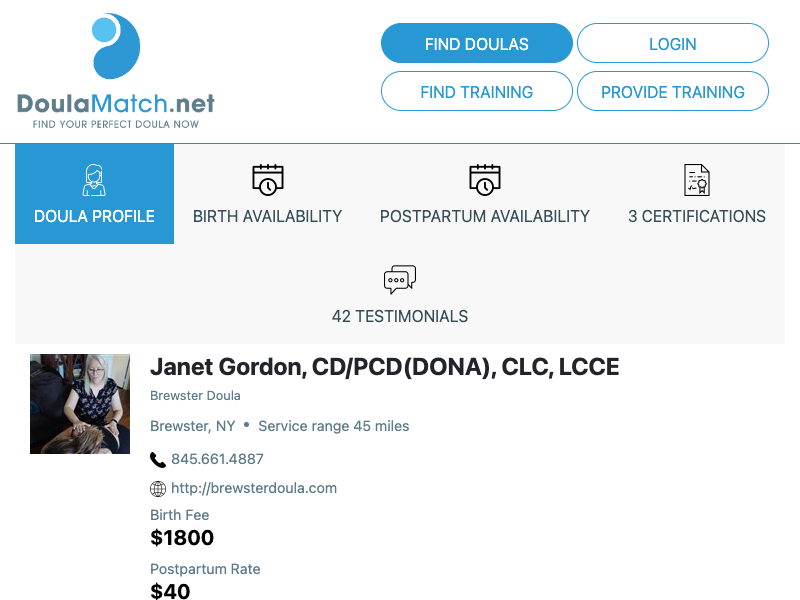 DoulaMatch.net
FIND YOUR PERFECT DOULA NOW
FIND DOULAS
LOGIN
FIND TRAINING
PROVIDE TRAINING
DOULA PROFILE
BIRTH AVAILABILITY
POSTPARTUM AVAILABILITY
3 CERTIFICATIONS
42 TESTIMONIALS
Janet Gordon, CD/PCD(DONA), CLC, LCCE
Brewster Doula
Brewster, NY • Service range 45 miles
845.661.4887
http://brewsterdoula.com
Birth Fee
$1800
Postpartum Rate
$40